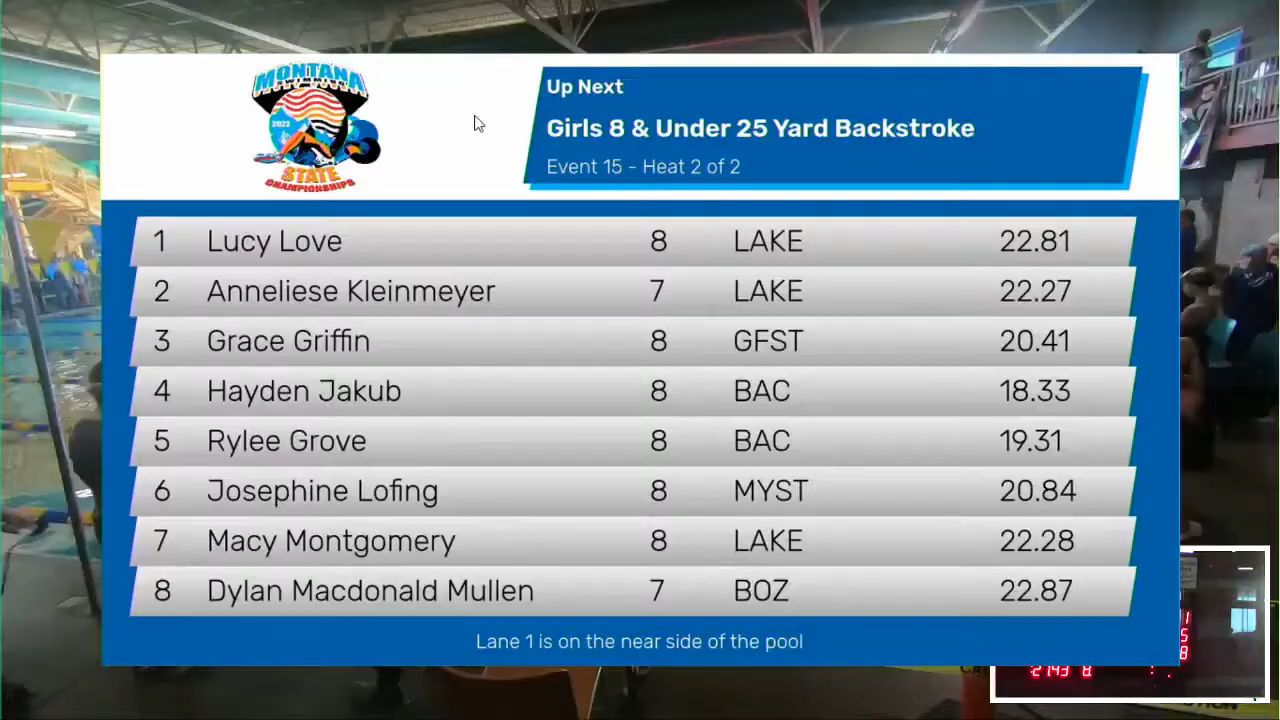 MONTANA
SWIMMING
2022
STATE
CHAMPIONSHIPS
Up Next
Girls 8 & Under 25 Yard Backstroke
Event 15 - Heat 2 of 2
1 Lucy Love 8 LAKE 22.81
2 Anneliese Kleinmeyer 7 LAKE 22.27
3 Grace Griffin 8 GFST 20.41
4 Hayden Jakub 8 BAC 18.33
5 Rylee Grove 8 BAC 19.31
6 Josephine Lofing 8 MYST 20.84
7 Macy Montgomery 8 LAKE 22.28
8 Dylan Macdonald Mullen 7 BOZ 22.87
Lane 1 is on the near side of the pool